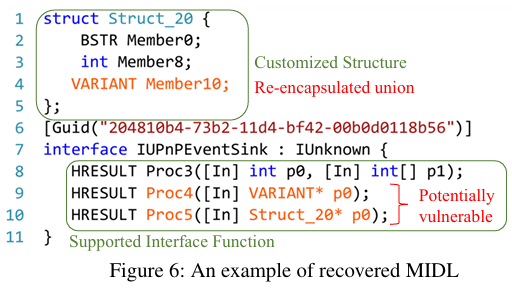 1 struct Struct_20 {
2 BSTR Member0;
3 int Member8;
Customized Structure
4 VARIANT Member10;
Re-encapsulated union
5 };
6 [Guid("204810b4-73b2-11d4-bf42-00b0d0118b56")]
7 interface IUPnPEventSink : IUnknown {
8 HRESULT Proc3([In] int p0, [In] int[] p1);
9 HRESULT Proc4([In] VARIANT* p0);
10 HRESULT Proc5([In] Struct_20* p0);
Potentially
vulnerable
11 }
Supported Interface Function
Figure 6: An example of recovered MIDL